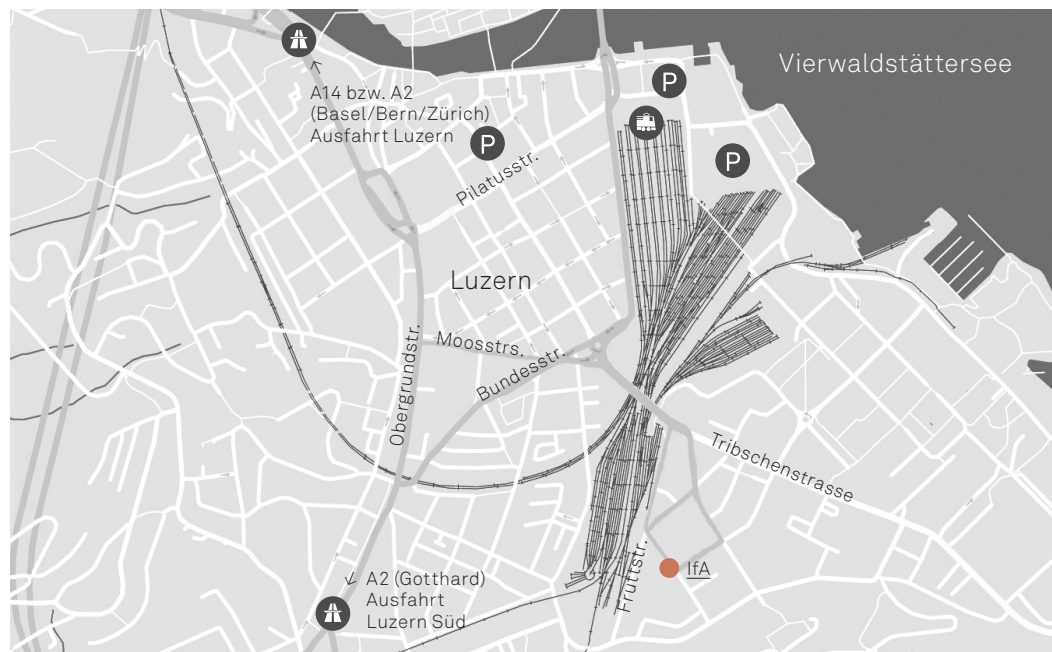 Vierwaldstättersee
P
A14 bzw. A2
(Basel/Bern/Zürich)
Ausfahrt Luzern
P
P
Pilatusstr.
Luzern
Moosstrs.
Bundesstr.
Obergrundstr.
Tribschenstrasse
Fruttstr.
IfA
A2 (Gotthard)
Ausfahrt
Luzern Süd